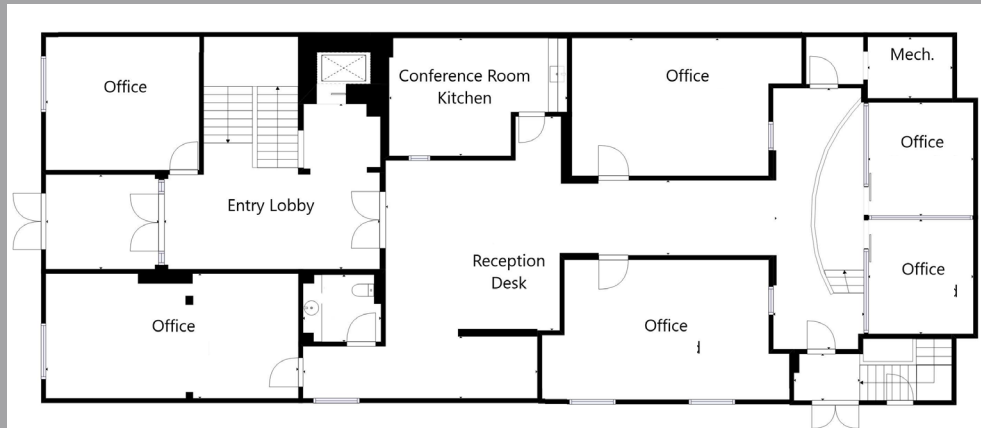 Office
Conference Room
Kitchen
Office
Mech.
Office
Entry Lobby
Reception
Desk
Office
Office
Office